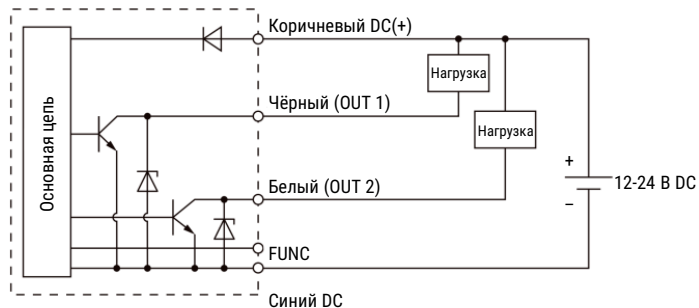 Коричневый DC(+)
Нагрузка
Чёрный (OUT 1)
Нагрузка
Основная цепь
+
12-24 В DC
–
Белый (OUT 2)
FUNC
Синий DC